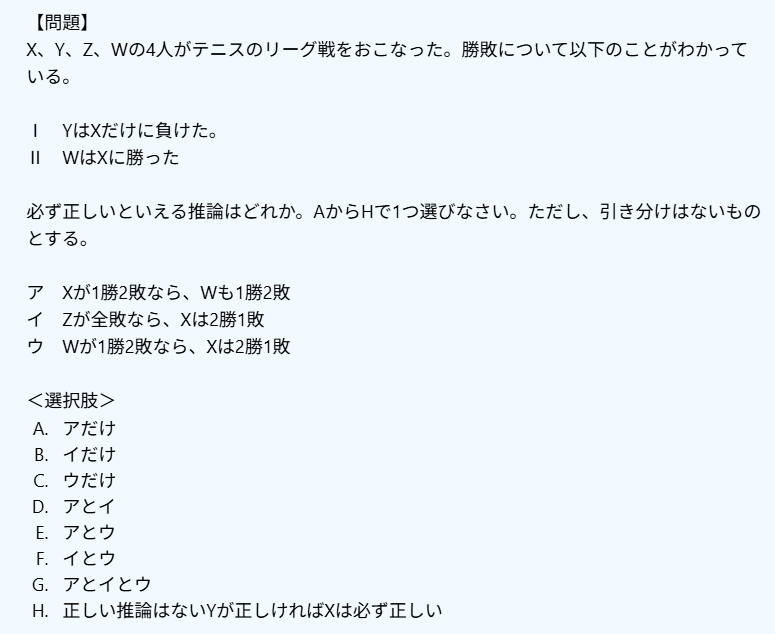 【問題】
X、Y、Z、Wの4人がテニスのリーグ戦をおこなった。勝敗について以下のことがわかって
いる。
Ⅰ　YはXだけに負けた。
Ⅱ　WはXに勝った
必ず正しいといえる推論はどれか。AからHで1つ選びなさい。ただし、引き分けはないもの
とする。
ア　Xが1勝2敗なら、Wも1勝2敗
イ　Zが全敗なら、Xは2勝1敗
ウ　Wが1勝2敗なら、Xは2勝1敗
＜選択肢＞
A. アだけ
B. イだけ
C. ウだけ
D. アとイ
E. アとウ
F. イとウ
G. アとイとウ
H. 正しい推論はないYが正しければXは必ず正しい